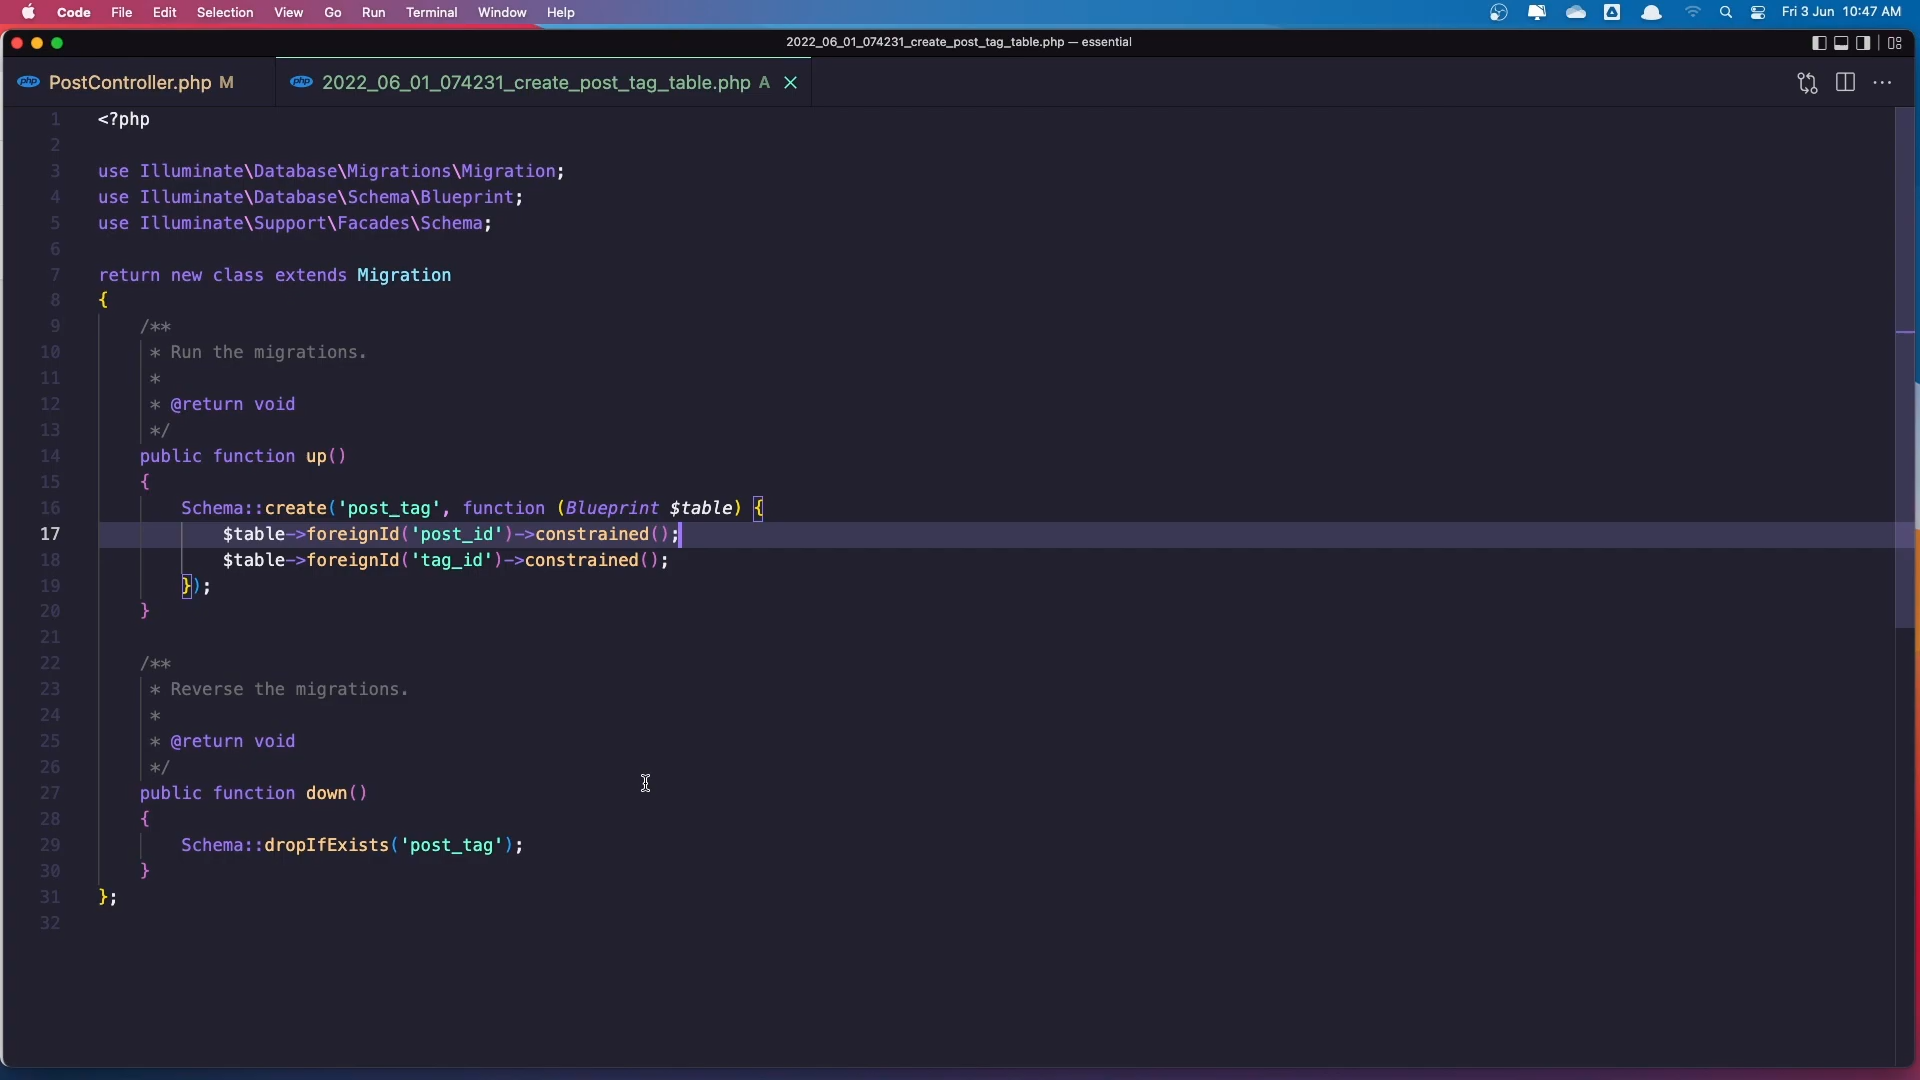 Code File Edit Selection View Go Run Terminal Window Help Fri 3 Jun 10:47 AM
2022_06_01_074231_create_post_tag_table.php — essential
php PostController.php M php 2022_06_01_074231_create_post_tag_table.php A
1 <?php
2
3 use Illuminate\Database\Migrations\Migration;
4 use Illuminate\Database\Schema\Blueprint;
5 use Illuminate\Support\Facades\Schema;
6
7 return new class extends Migration
8 {
9 /**
10 * Run the migrations.
11 *
12 * @return void
13 */
14 public function up()
15 {
16 Schema::create('post_tag', function (Blueprint $table) {
17 $table->foreignId('post_id')->constrained();
18 $table->foreignId('tag_id')->constrained();
19 });
20 }
21
22 /**
23 * Reverse the migrations.
24 *
25 * @return void
26 */
27 public function down()
28 {
29 Schema::dropIfExists('post_tag');
30 }
31 };
32